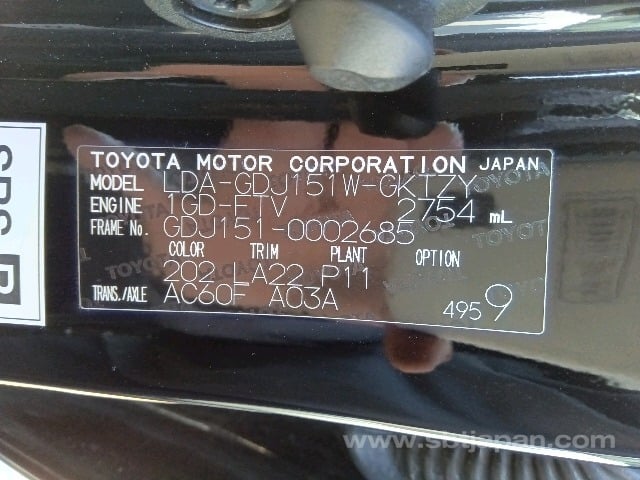 TOYOTA MOTOR CORPORATION JAPAN
MODEL LDA-GDJ151W-GKTZY
ENGINE 1GD-FTV 2754 mL
FRAME No. GDJ151-0002685
COLOR TRIM PLANT OPTION
202 LA22 P11
TRANS./AXLE AC60F A03A
4959
SRS
www.sbtjapan.com